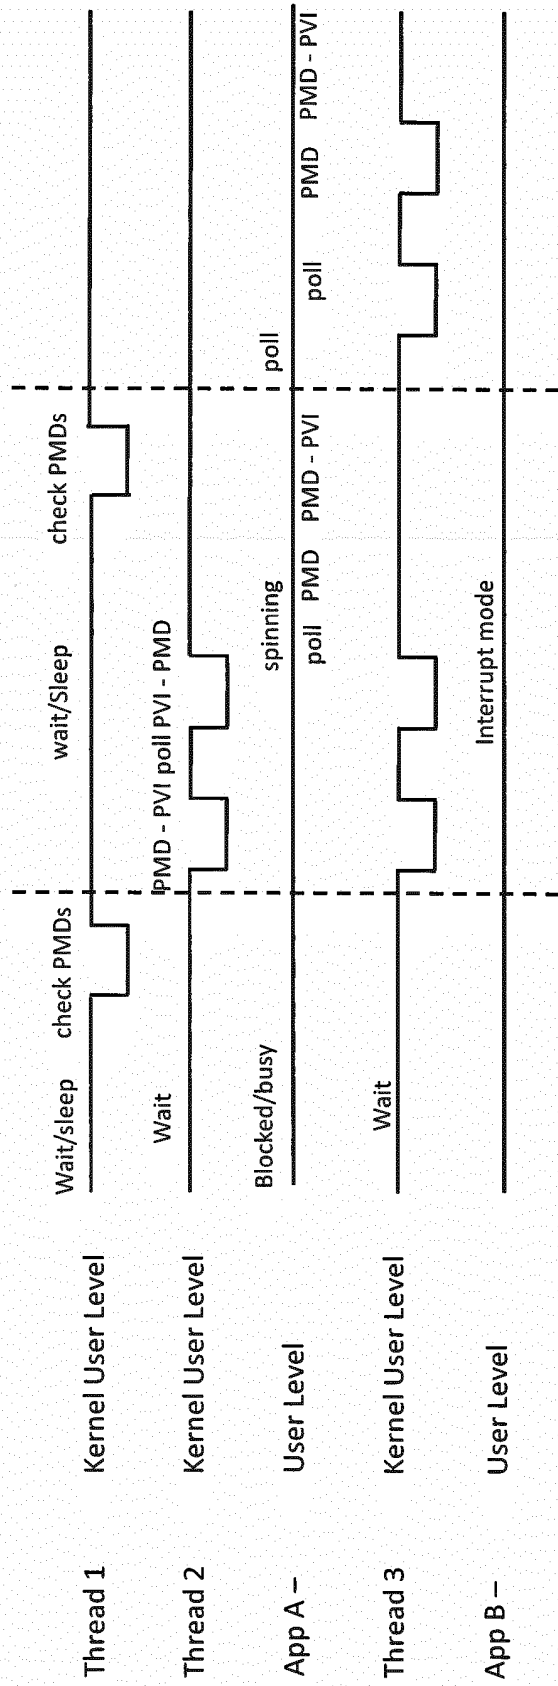 Thread 1 Kernel User Level
Wait/sleep check PMDs wait/Sleep check PMDs
Thread 2 Kernel User Level
Wait PMD - PVI poll PVI - PMD
App A – User Level
Blocked/busy spinning poll
poll PMD PMD - PVI poll PMD PMD - PVI
Thread 3 Kernel User Level
Wait
App B – User Level
Interrupt mode